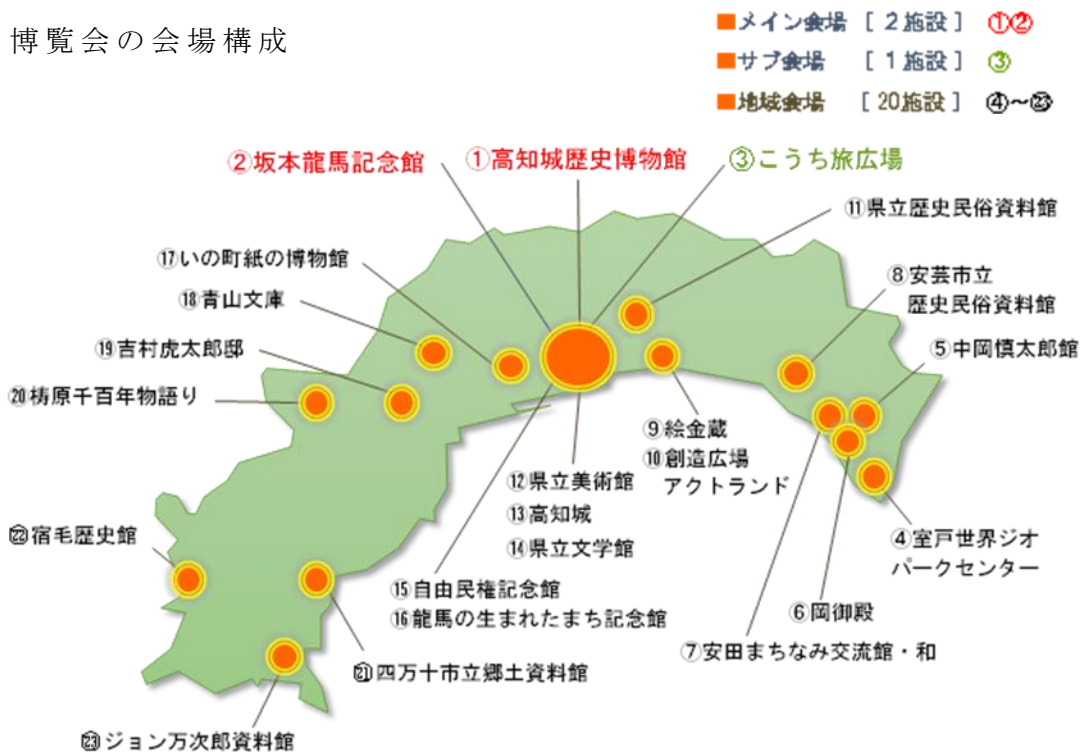 博覧会の会場構成
■メイン会場 [ 2施設 ] ①②
■サブ会場 [ 1施設 ] ③
■地域会場 [ 20施設 ] ④～㉓
②坂本龍馬記念館
①高知城歴史博物館
③こうち旅広場
⑪県立歴史民俗資料館
⑰いの町紙の博物館
⑱青山文庫
⑧安芸市立
歴史民俗資料館
⑲吉村虎太郎邸
⑤中岡慎太郎館
⑳梼原千百年物語り
⑨絵金蔵
⑩創造広場
アクトランド
⑫県立美術館
⑬高知城
⑭県立文学館
㉒宿毛歴史館
④室戸世界ジオ
パークセンター
⑮自由民権記念館
⑯龍馬の生まれたまち記念館
⑥岡御殿
⑦安田まちなみ交流館・和
㉑四万十市立郷土資料館
㉓ジョン万次郎資料館